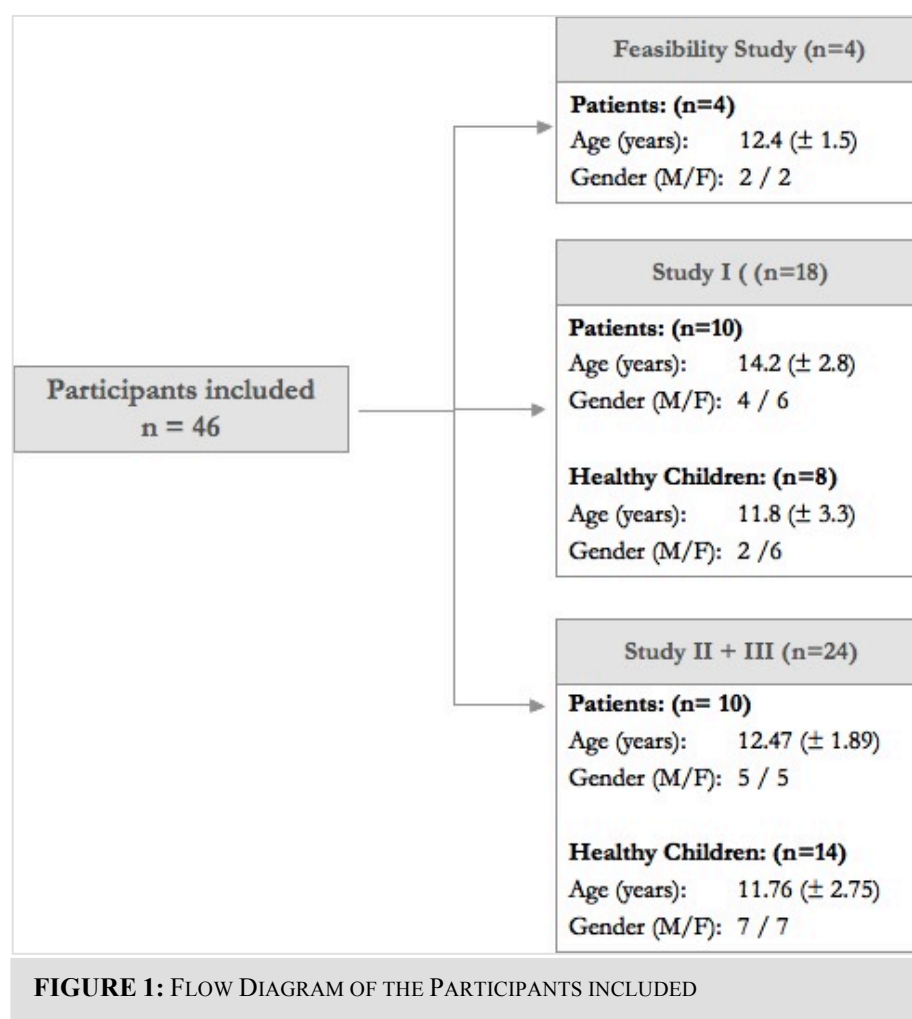 Participants included
n = 46
Feasibility Study (n=4)
Patients: (n=4)
Age (years): 12.4 (± 1.5)
Gender (M/F): 2 / 2
Study I ( (n=18)
Patients: (n=10)
Age (years): 14.2 (± 2.8)
Gender (M/F): 4 / 6
Healthy Children: (n=8)
Age (years): 11.8 (± 3.3)
Gender (M/F): 2 /6
Study II + III (n=24)
Patients: (n= 10)
Age (years): 12.47 (± 1.89)
Gender (M/F): 5 / 5
Healthy Children: (n=14)
Age (years): 11.76 (± 2.75)
Gender (M/F): 7 / 7
FIGURE 1: FLOW DIAGRAM OF THE PARTICIPANTS INCLUDED